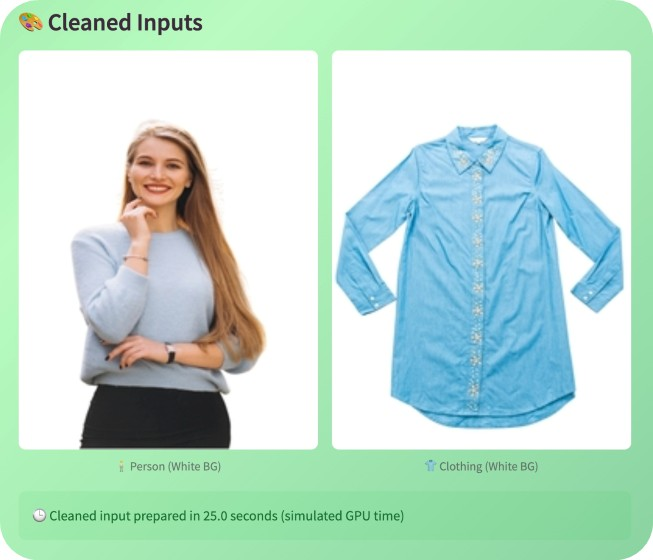 🎨 Cleaned Inputs
🧍 Person (White BG)
👕 Clothing (White BG)
🕒 Cleaned input prepared in 25.0 seconds (simulated GPU time)